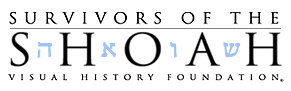 SURVIVORS OF THE
SHOAH שואה
VISUAL HISTORY FOUNDATION®